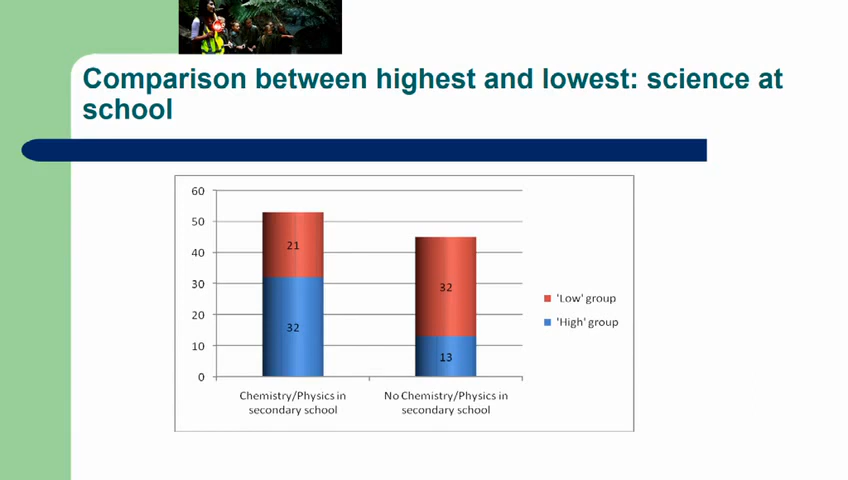 Comparison between highest and lowest: science at
school
60
50
40
30
20
10
0
21
32
32
13
'Low' group
'High' group
Chemistry/Physics in
secondary school
No Chemistry/Physics in
secondary school